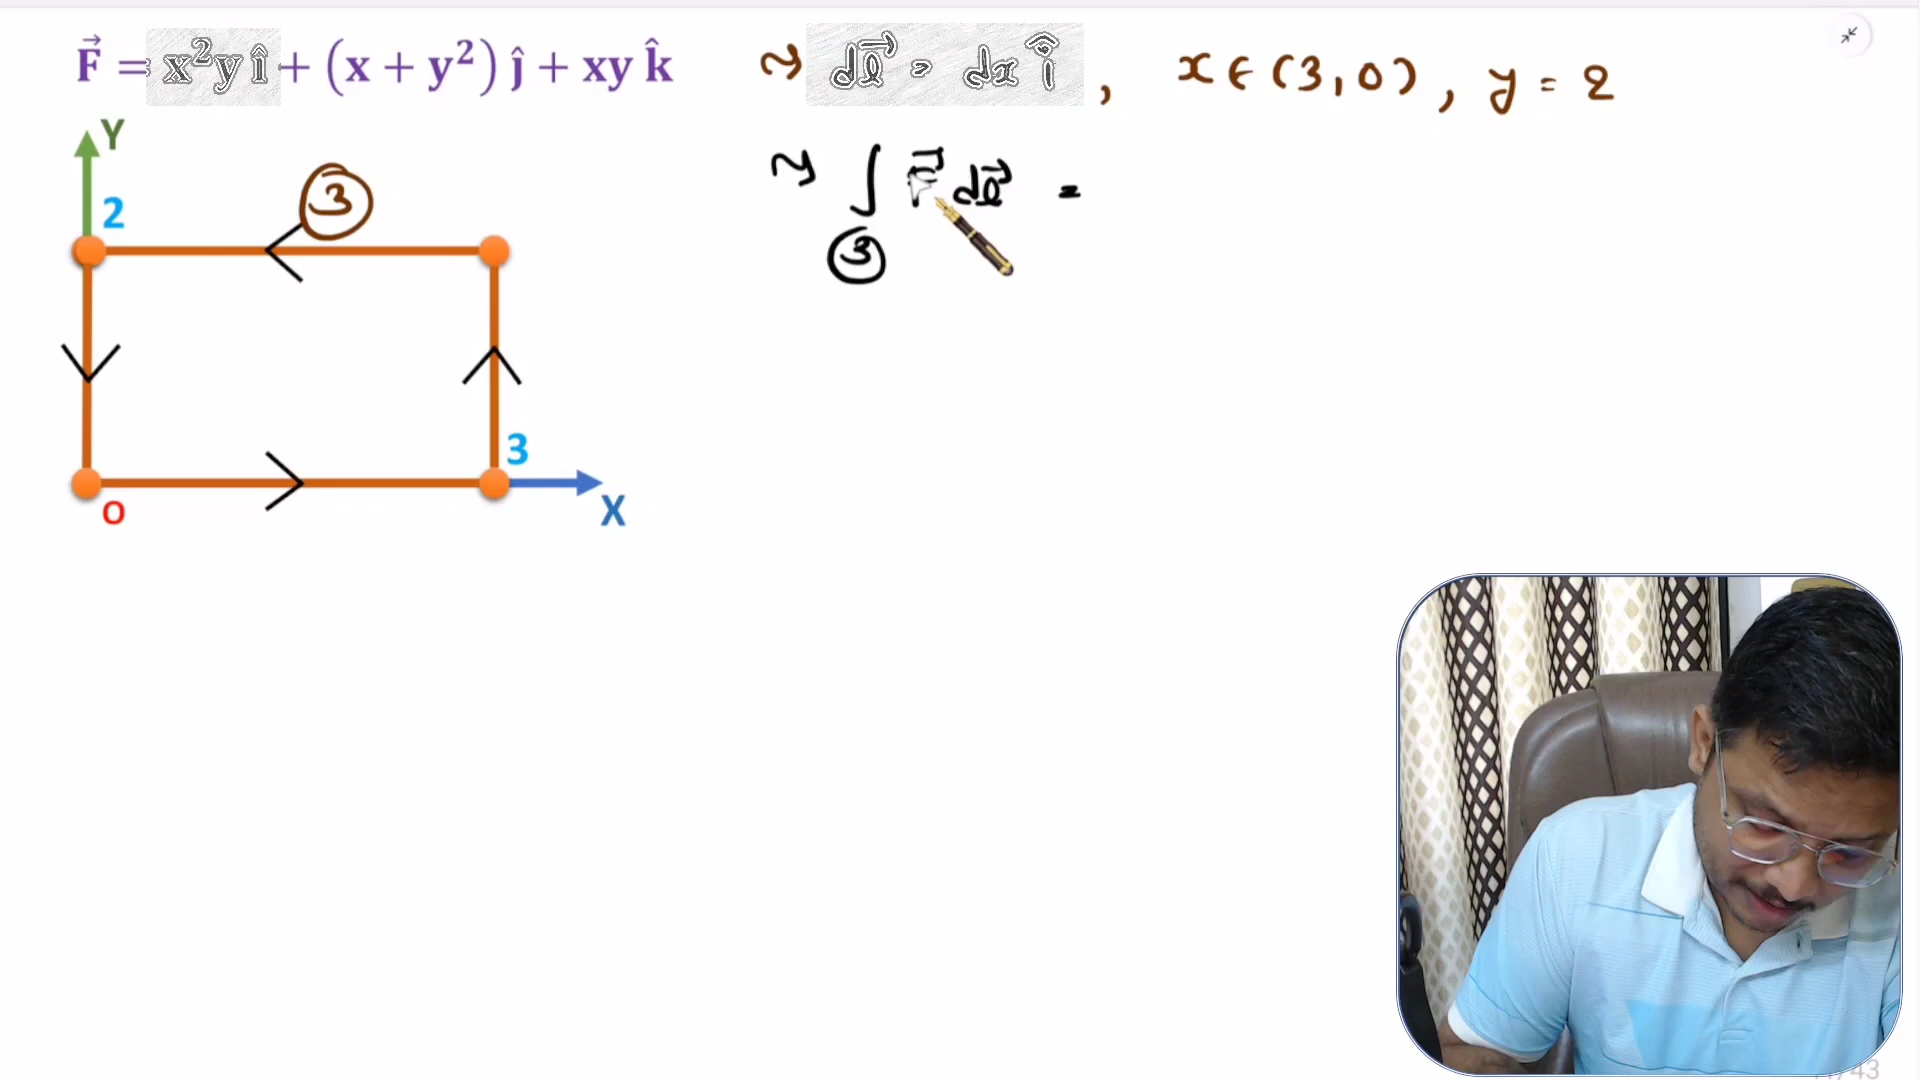 F⃗ = x²y î + (x + y²) ĵ + xy k̂
⇒ dl⃗ = dx î , x ∈ (3, 0) , y = 2
Y
3
2
⇒ ∫ F⃗ dl⃗ =
3
3
O
X